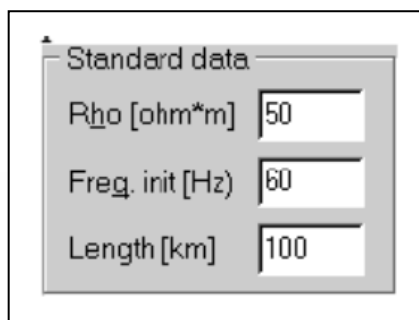 Standard data
Rho [ohm*m] 50
Freq. init [Hz) 60
Length [km] 100